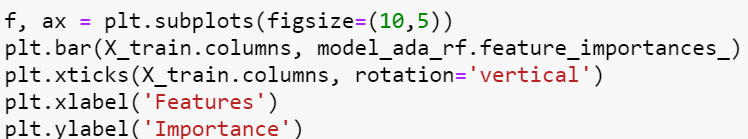 f, ax = plt.subplots(figsize=(10,5))
plt.bar(X_train.columns, model_ada_rf.feature_importances_)
plt.xticks(X_train.columns, rotation='vertical')
plt.xlabel('Features')
plt.ylabel('Importance')